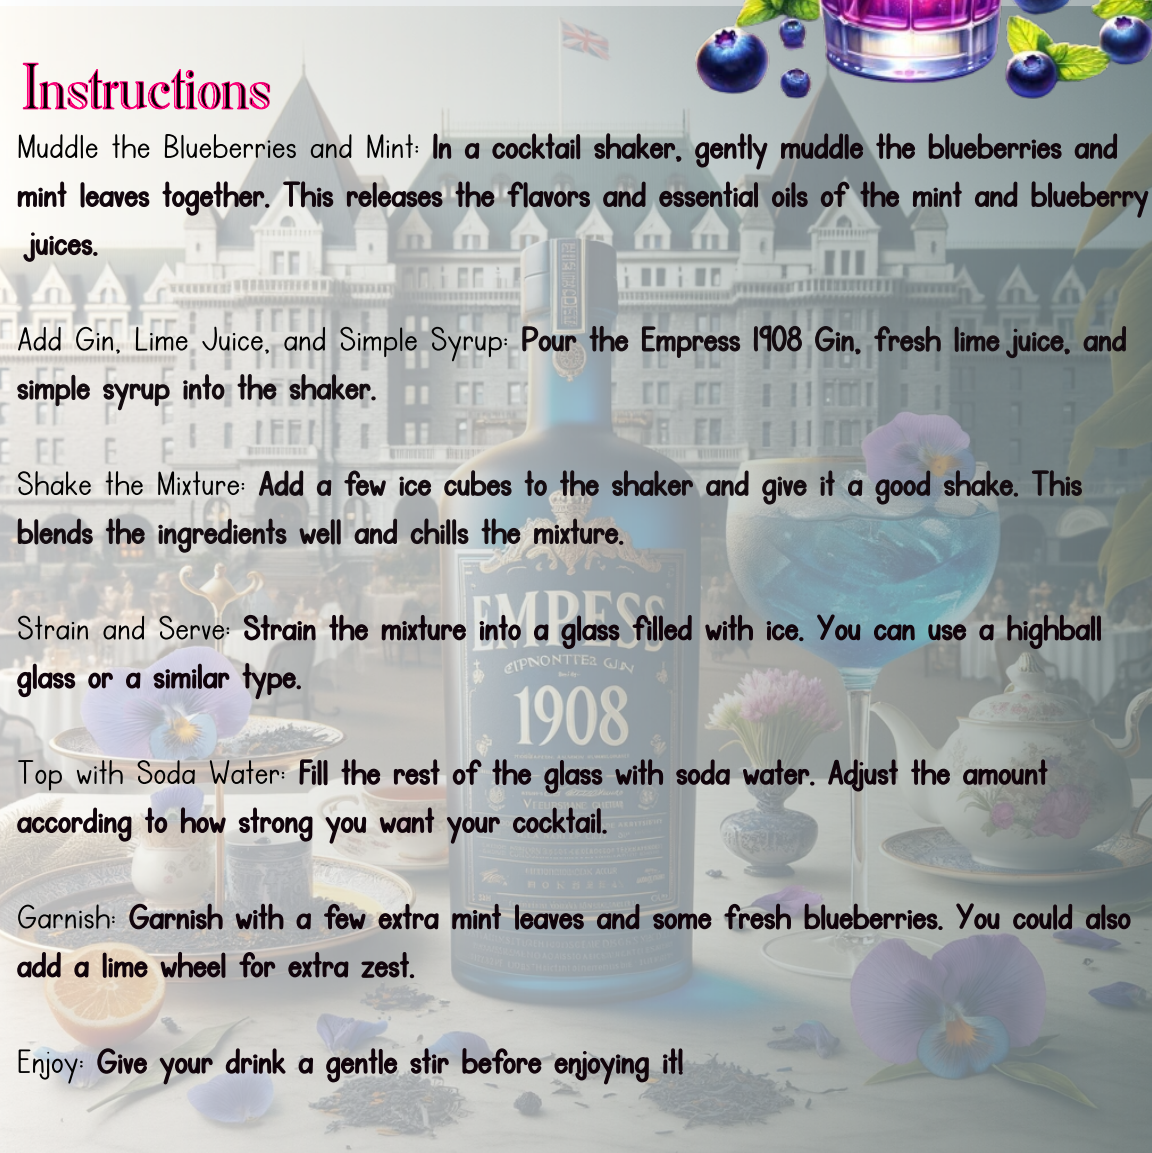 Instructions
Muddle the Blueberries and Mint: In a cocktail shaker, gently muddle the blueberries and
mint leaves together. This releases the flavors and essential oils of the mint and blueberry
juices.
Add Gin, Lime Juice, and Simple Syrup: Pour the Empress 1908 Gin, fresh lime juice, and
simple syrup into the shaker.
Shake the Mixture: Add a few ice cubes to the shaker and give it a good shake. This
blends the ingredients well and chills the mixture.
Strain and Serve: Strain the mixture into a glass filled with ice. You can use a highball
glass or a similar type.
Top with Soda Water: Fill the rest of the glass with soda water. Adjust the amount
according to how strong you want your cocktail.
Garnish: Garnish with a few extra mint leaves and some fresh blueberries. You could also
add a lime wheel for extra zest.
Enjoy: Give your drink a gentle stir before enjoying it!
EMPESS
1908